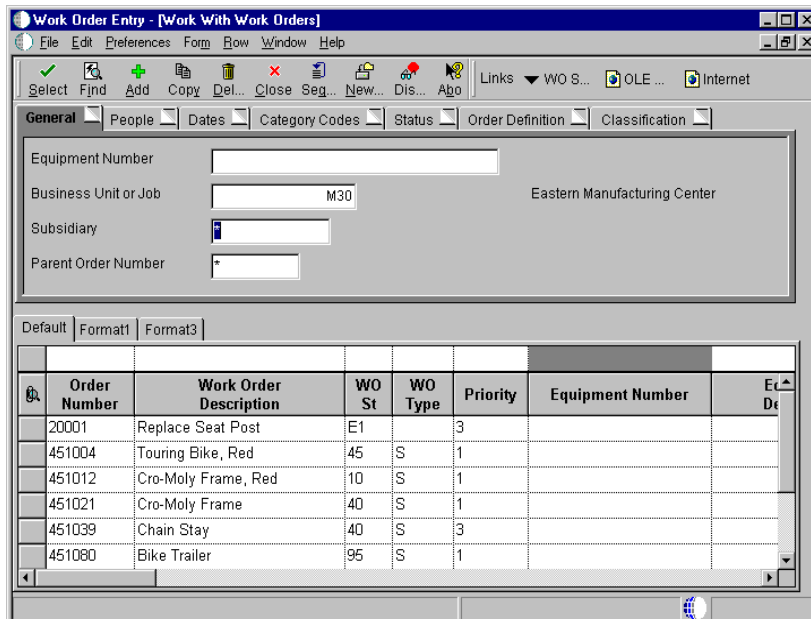 Work Order Entry - [Work With Work Orders]
File Edit Preferences Form Row Window Help
Select Find Add Copy Del... Close Seq... New... Dis... Abo Links WO S... OLE ... Internet
General People Dates Category Codes Status Order Definition Classification
Equipment Number
Business Unit or Job M30 Eastern Manufacturing Center
Subsidiary *
Parent Order Number *
Default Format1 Format3
Order Number Work Order Description WO St WO Type Priority Equipment Number Ec De
20001 Replace Seat Post E1 3
451004 Touring Bike, Red 45 S 1
451012 Cro-Moly Frame, Red 10 S 1
451021 Cro-Moly Frame 40 S 1
451039 Chain Stay 40 S 3
451080 Bike Trailer 95 S 1